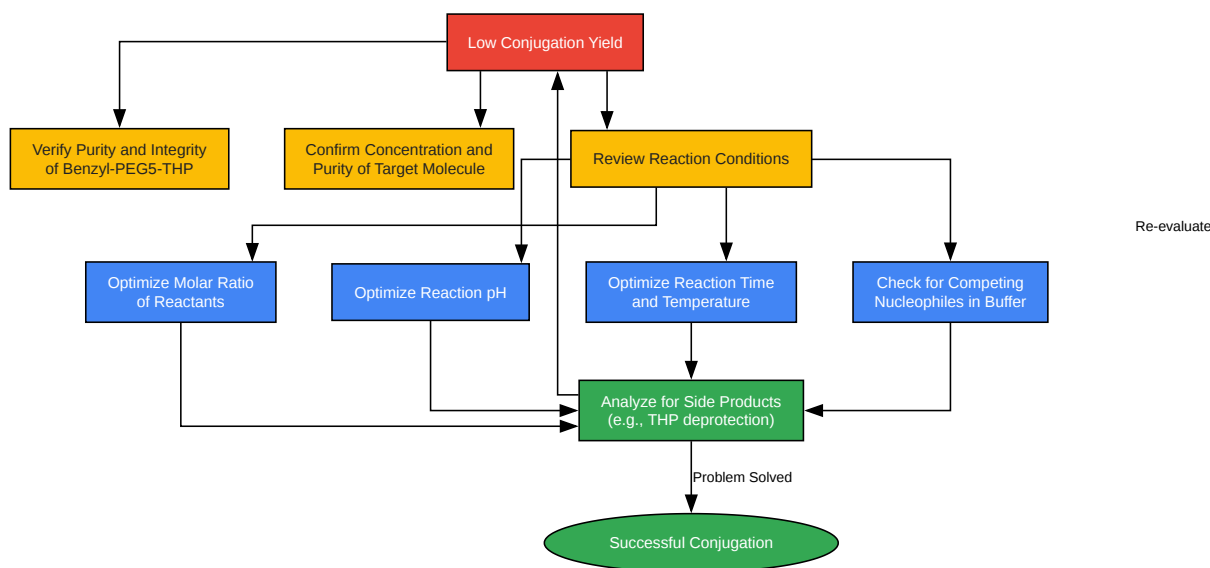 Low Conjugation Yield
Verify Purity and Integrity
of Benzyl-PEG5-THP
Confirm Concentration and
Purity of Target Molecule
Review Reaction Conditions
Re-evaluate
Optimize Molar Ratio
of Reactants
Optimize Reaction pH
Optimize Reaction Time
and Temperature
Check for Competing
Nucleophiles in Buffer
Analyze for Side Products
(e.g., THP deprotection)
Problem Solved
Successful Conjugation